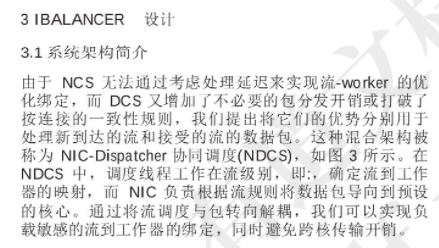 3 IBALANCER 设计
3.1 系统架构简介
由于 NCS 无法通过考虑处理延迟来实现流-worker 的优
化绑定，而 DCS 又增加了不必要的包分发开销或打破了
按连接的一致性规则，我们提出将它们的优势分别用于
处理新到达的流和接受的流的数据包。这种混合架构被
称为 NIC-Dispatcher 协同调度(NDCS)，如图 3 所示。在
NDCS 中，调度线程工作在流级别，即:，确定流到工作
器的映射，而 NIC 负责根据流规则将数据包导向到预设
的核心。通过将流调度与包转向解耦，我们可以实现负
载敏感的流到工作器的绑定，同时避免跨核传输开销。